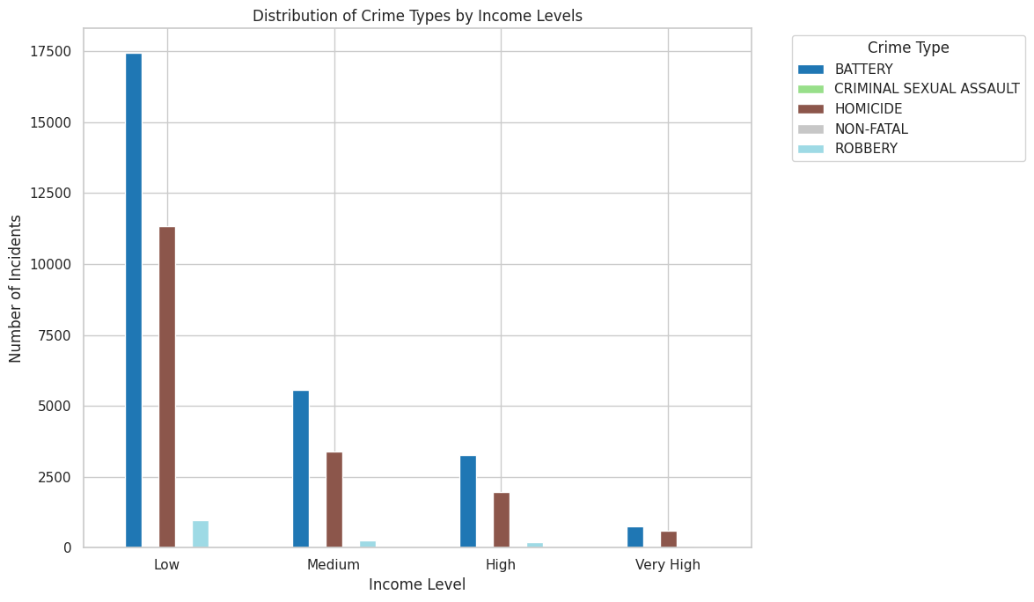 Distribution of Crime Types by Income Levels
Crime Type
BATTERY
CRIMINAL SEXUAL ASSAULT
HOMICIDE
NON-FATAL
ROBBERY
Number of Incidents
17500
15000
12500
10000
7500
5000
2500
0
Low Medium High Very High
Income Level